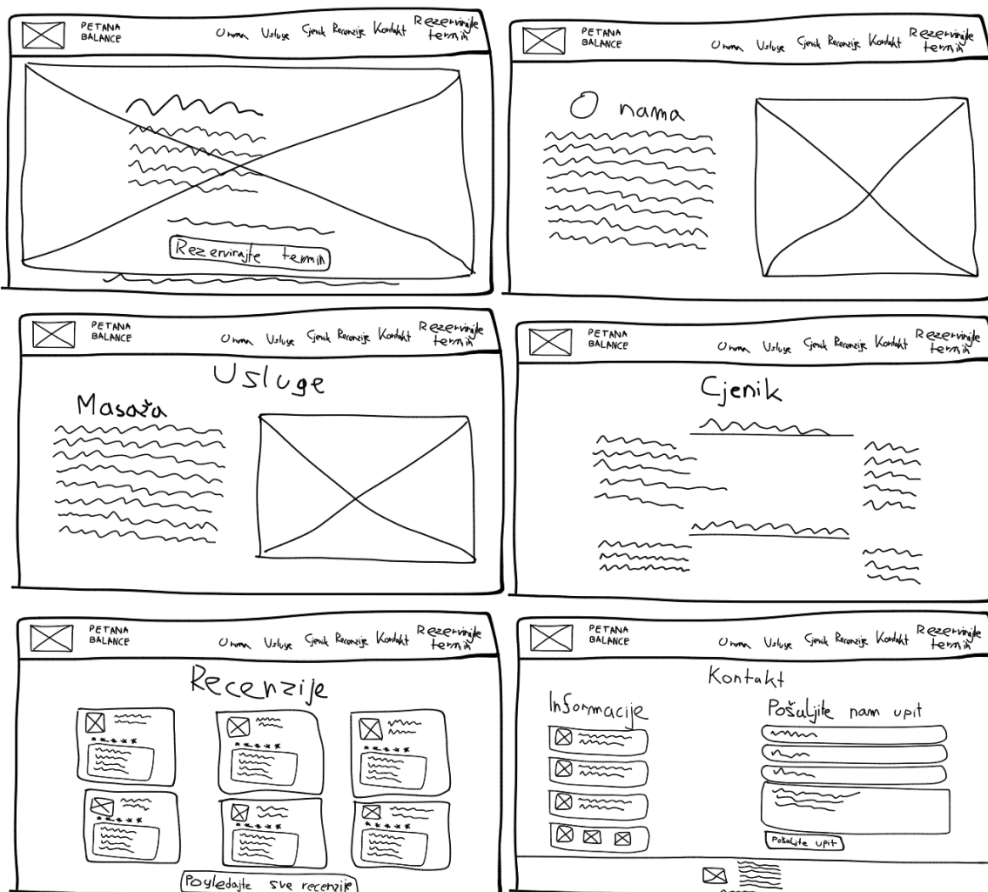 PETANA
BALANCE
O nama Usluge Cjenik Recenzije Kontakt
Rezervirajte
termin
Rezervirajte termin
PETANA
BALANCE
O nama Usluge Cjenik Recenzije Kontakt
Rezervirajte
termin
O nama
PETANA
BALANCE
O nama Usluge Cjenik Recenzije Kontakt
Rezervirajte
termin
Usluge
Masaža
PETANA
BALANCE
O nama Usluge Cjenik Recenzije Kontakt
Rezervirajte
termin
Cjenik
PETANA
BALANCE
O nama Usluge Cjenik Recenzije Kontakt
Rezervirajte
termin
Recenzije
Pogledajte sve recenzije
PETANA
BALANCE
O nama Usluge Cjenik Recenzije Kontakt
Rezervirajte
termin
Kontakt
Informacije
Pošaljite nam upit
Pošaljite upit